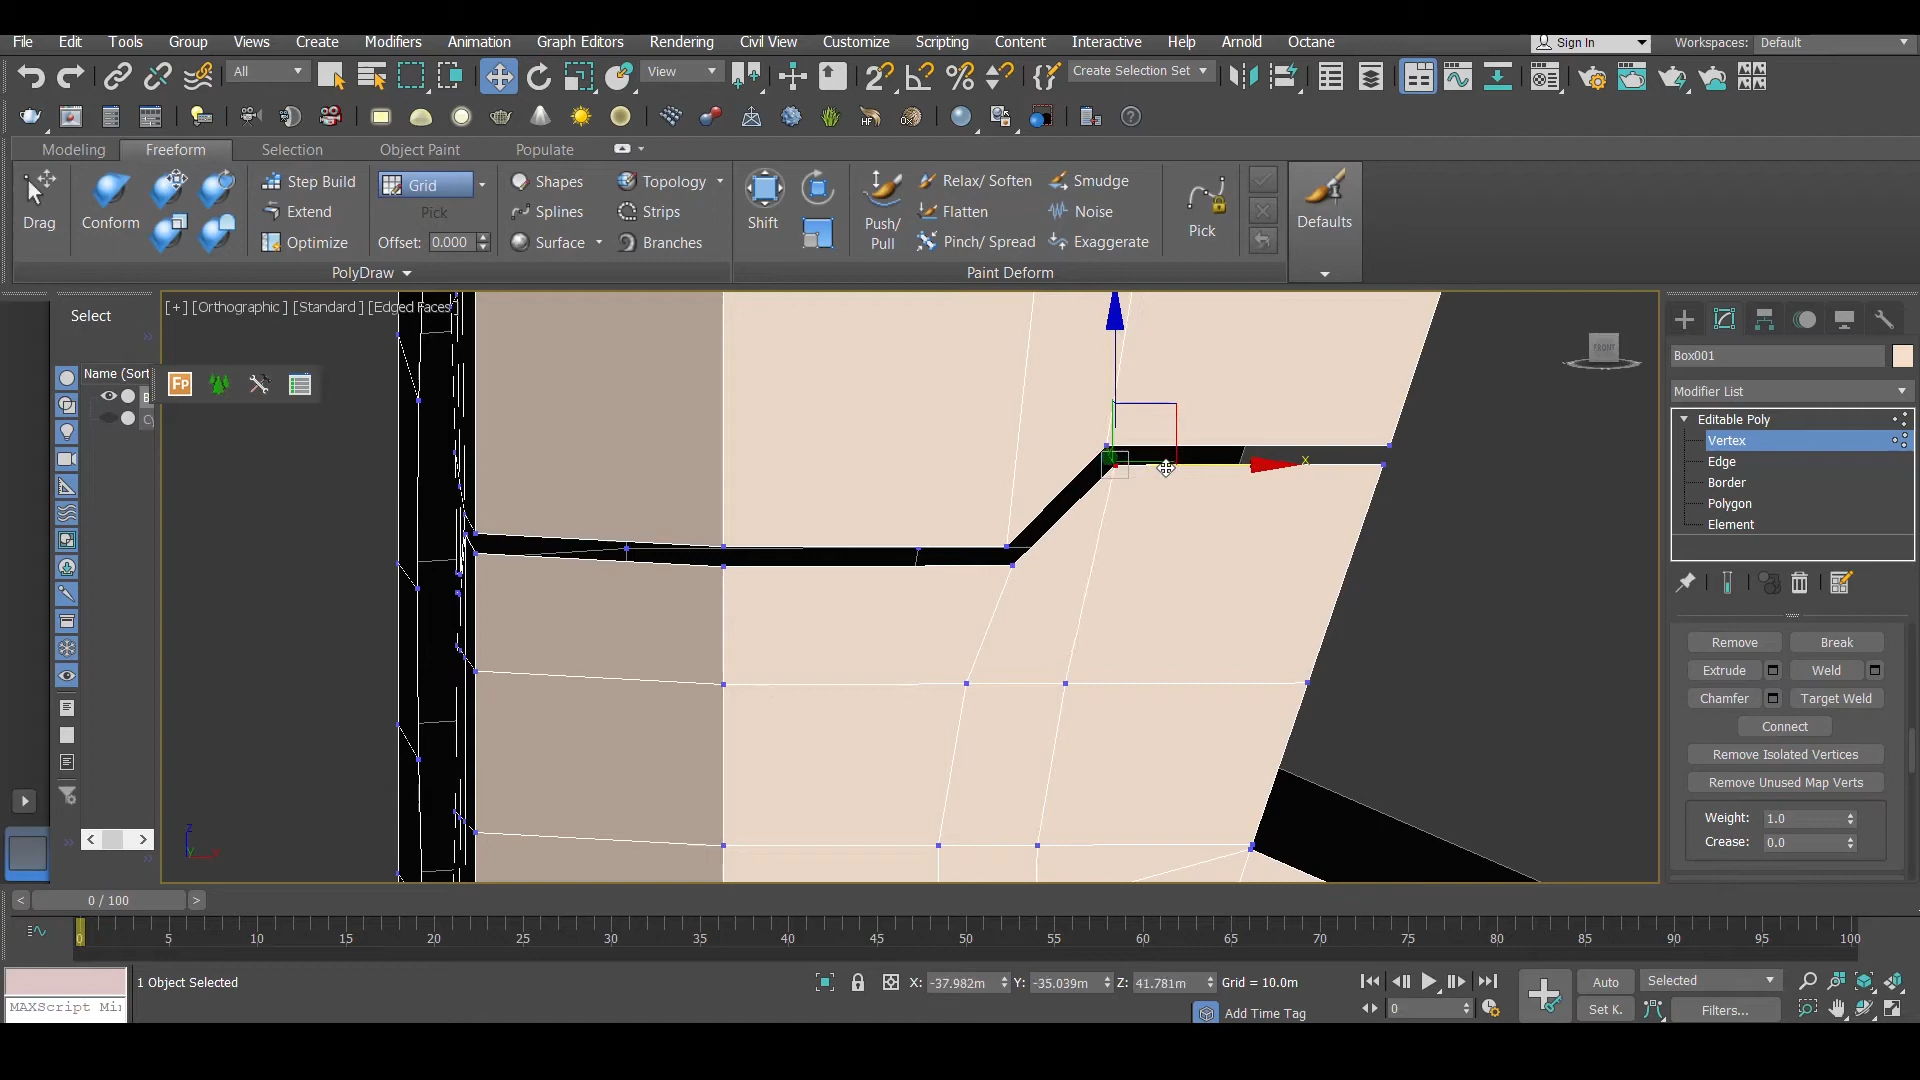 File Edit Tools Group Views Create Modifiers Animation Graph Editors Rendering Civil View Customize Scripting Content Interactive Help Arnold Octane Sign In Workspaces: Default
All View Create Selection Set
Modeling Freeform Selection Object Paint Populate
Drag Conform Step Build Grid Shapes Topology Shift Relax/Soften Smudge
Extend Pick Splines Strips Push/ Pull Flatten Noise Pick Defaults
Optimize Offset: 0.000 Surface Branches Pinch/Spread Exaggerate
PolyDraw Paint Deform
Select
[+] [Orthographic ] [Standard ] [Edged Faces ]
FRONT
Name (Sort
Fp
Box001
Modifier List
Editable Poly
Vertex
Edge
Border
Polygon
Element
x
Remove Break
Extrude Weld
Chamfer Target Weld
Connect
Remove Isolated Vertices
Remove Unused Map Verts
Weight: 1.0
Crease: 0.0
z
y x
< 0 / 100 >
0 5 10 15 20 25 30 35 40 45 50 55 60 65 70 75 80 85 90 95 100
1 Object Selected X: -37.982m Y: -35.039m Z: 41.781m Grid = 10.0m Auto Selected
MAXScript Mi
Add Time Tag 0 Set K. Filters...